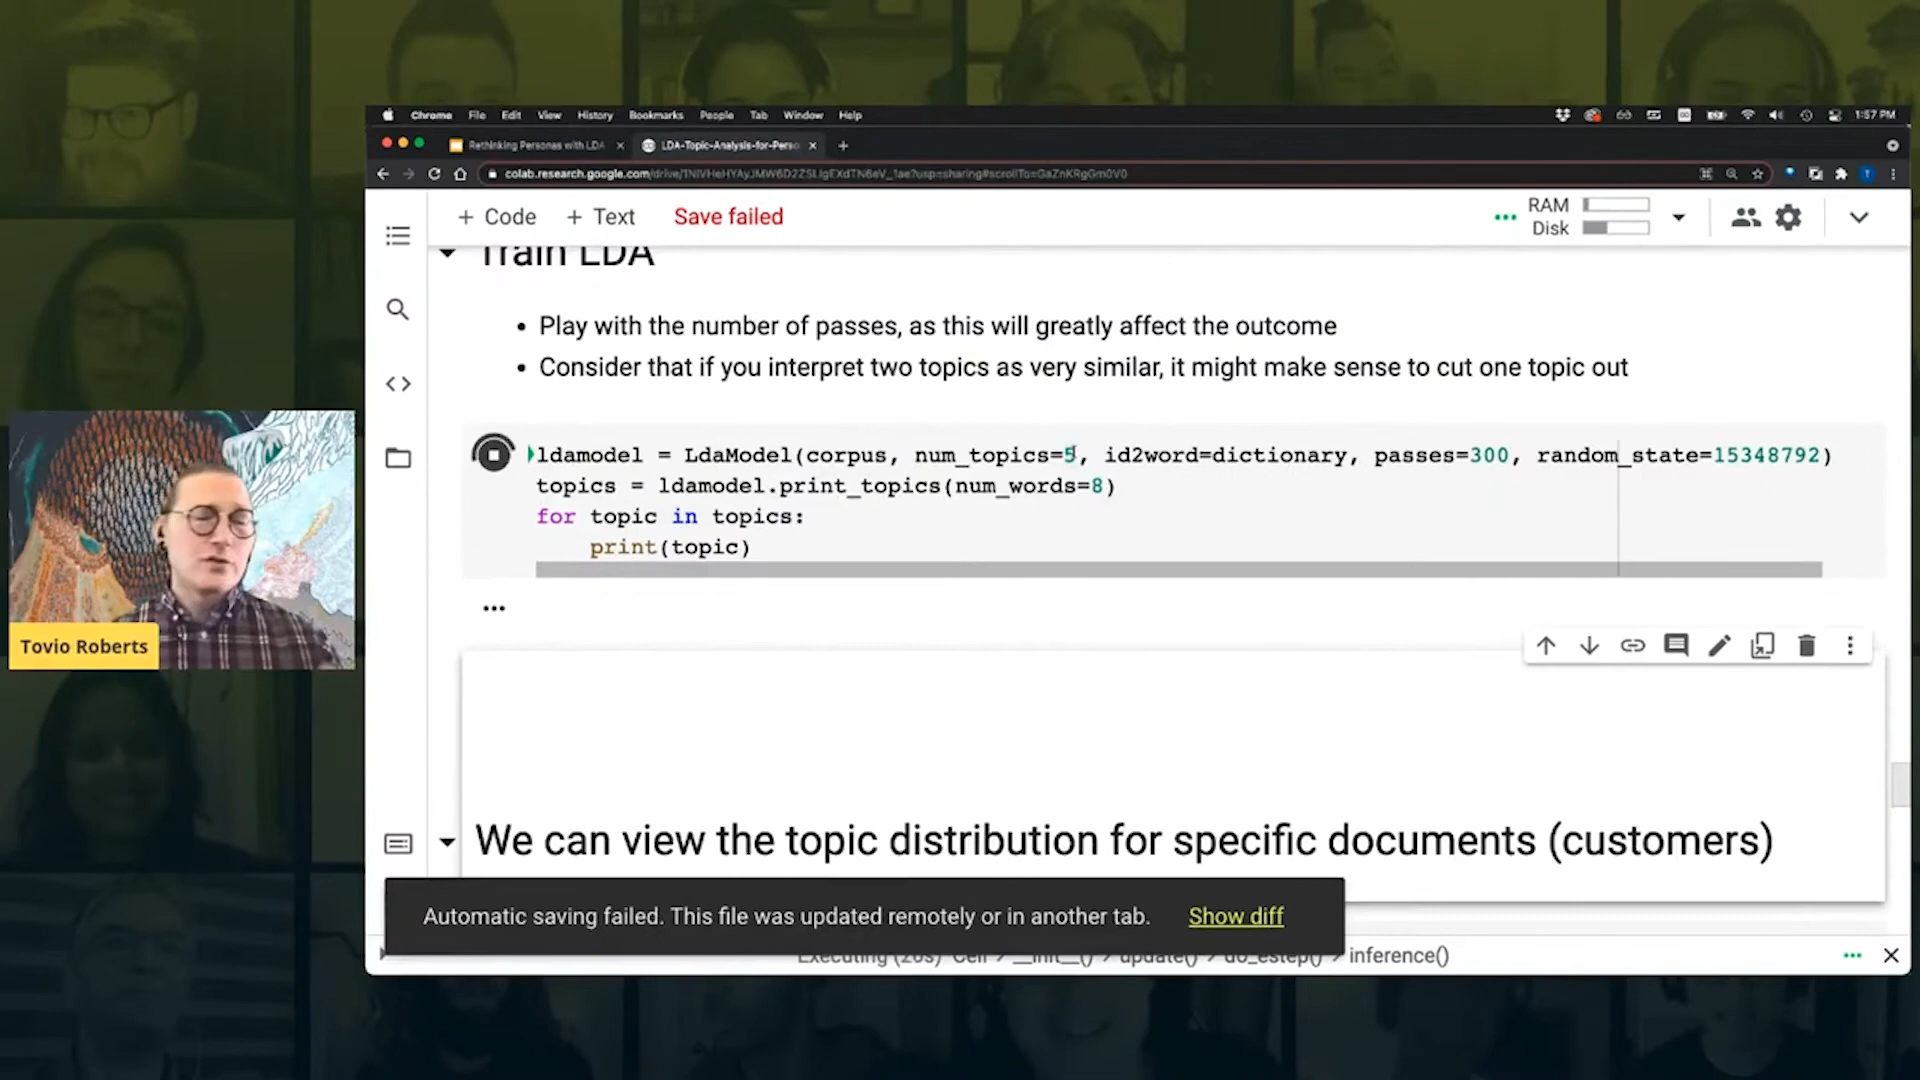 Chrome File Edit View History Bookmarks People Tab Window Help
1:57 PM
Rethinking Personas with LDA
LDA-Topic-Analysis-for-Perso
+ Code + Text Save failed
RAM
Disk
Train LDA
• Play with the number of passes, as this will greatly affect the outcome
• Consider that if you interpret two topics as very similar, it might make sense to cut one topic out
ldamodel = LdaModel(corpus, num_topics=5, id2word=dictionary, passes=300, random_state=15348792)
topics = ldamodel.print_topics(num_words=8)
for topic in topics:
print(topic)
Tovio Roberts
We can view the topic distribution for specific documents (customers)
Automatic saving failed. This file was updated remotely or in another tab. Show diff
Cell > __init__() > update() > do_estep() > inference()